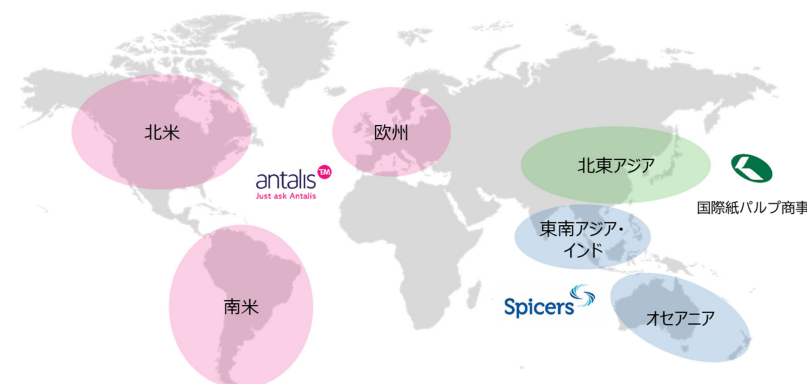 北米
欧州
北東アジア
antalis TM
Just ask Antalis
国際紙パルプ商事
東南アジア・
インド
南米
Spicers
オセアニア